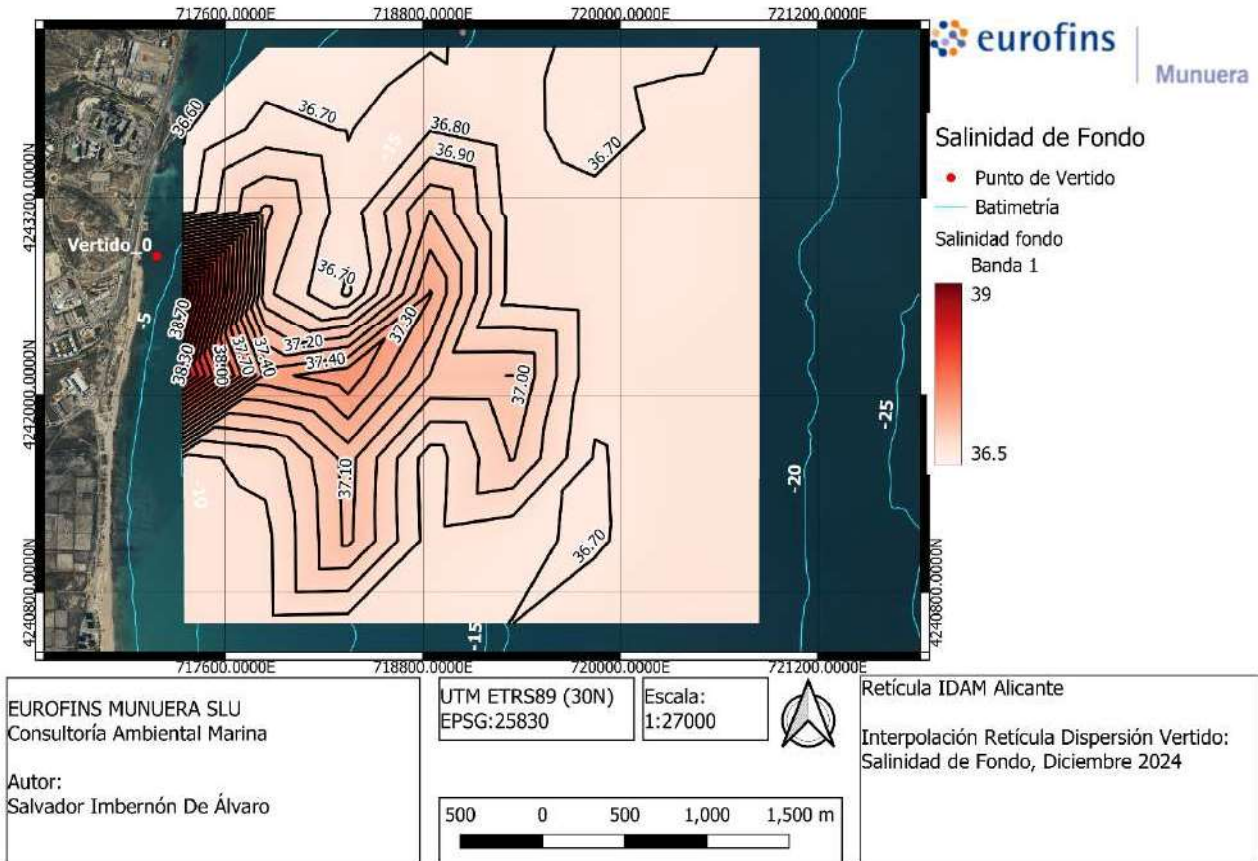 717600.0000E 718800.0000E 720000.0000E 721200.0000E
eurofins
Munuera
Salinidad de Fondo
Punto de Vertido
Batimetría
Salinidad fondo
Banda 1
39
36.5
4243200.0000N
4242000.0000N
4240800.0000N
4243200.0000N
4242000.0000N
4240800.0000N
36.60
36.70
-15
36.80
36.90
36.70
Vertido_0
36.70
-5
38.70
38.30
38.00
37.70
37.40
37.20
37.40
37.30
37.00
37.10
-10
36.70
-15
-20
-25
717600.0000E 718800.0000E 720000.0000E 721200.0000E
EUROFINS MUNUERA SLU
Consultoría Ambiental Marina
Autor:
Salvador Imbernón De Álvaro
UTM ETRS89 (30N)
EPSG:25830
Escala:
1:27000
500 0 500 1,000 1,500 m
Retícula IDAM Alicante
Interpolación Retícula Dispersión Vertido:
Salinidad de Fondo, Diciembre 2024